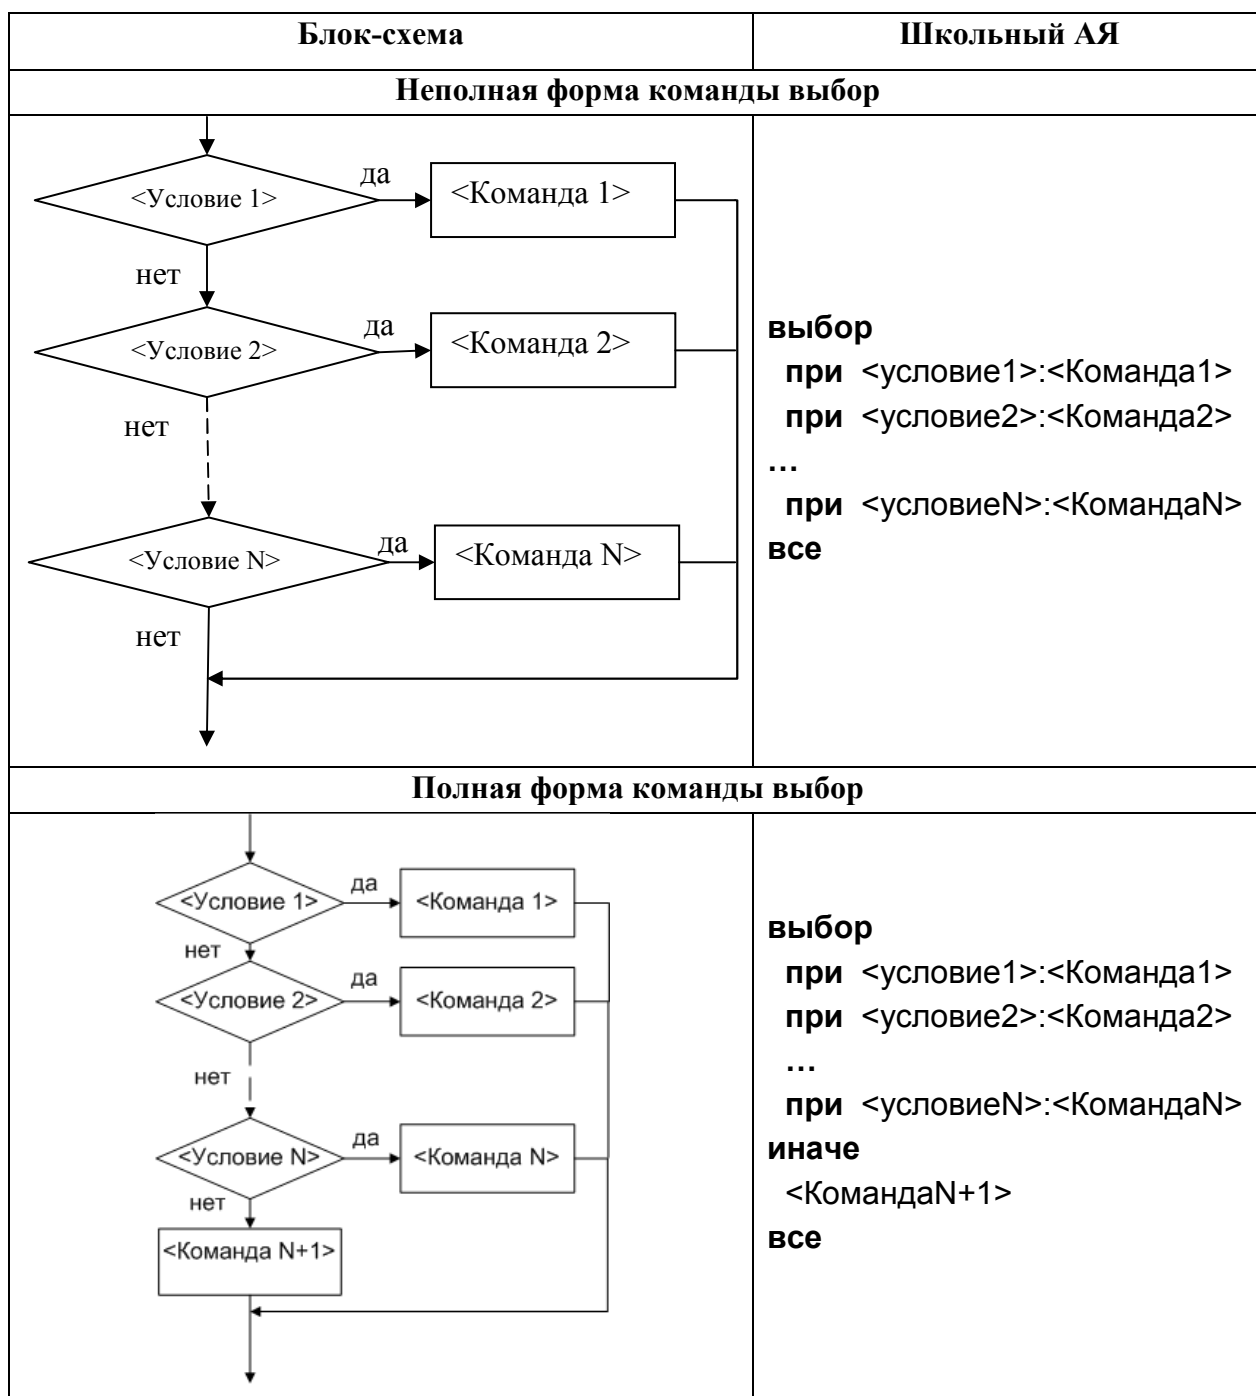 Блок-схема
Школьный АЯ
Неполная форма команды выбор
<Условие 1>
да
<Команда 1>
нет
<Условие 2>
да
<Команда 2>
нет
<Условие N>
да
<Команда N>
нет
выбор
при <условие1>:<Команда1>
при <условие2>:<Команда2>
…
при <условиеN>:<КомандаN>
все
Полная форма команды выбор
<Условие 1>
да
<Команда 1>
нет
<Условие 2>
да
<Команда 2>
нет
<Условие N>
да
<Команда N>
нет
<Команда N+1>
выбор
при <условие1>:<Команда1>
при <условие2>:<Команда2>
…
при <условиеN>:<КомандаN>
иначе
<КомандаN+1>
все